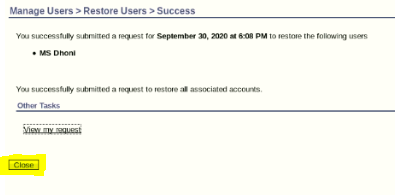 Manage Users > Restore Users > Success
You successfully submitted a request for September 30, 2020 at 6:08 PM to restore the following users
• MS Dhoni
You successfully submitted a request to restore all associated accounts.
Other Tasks
View my request
Close